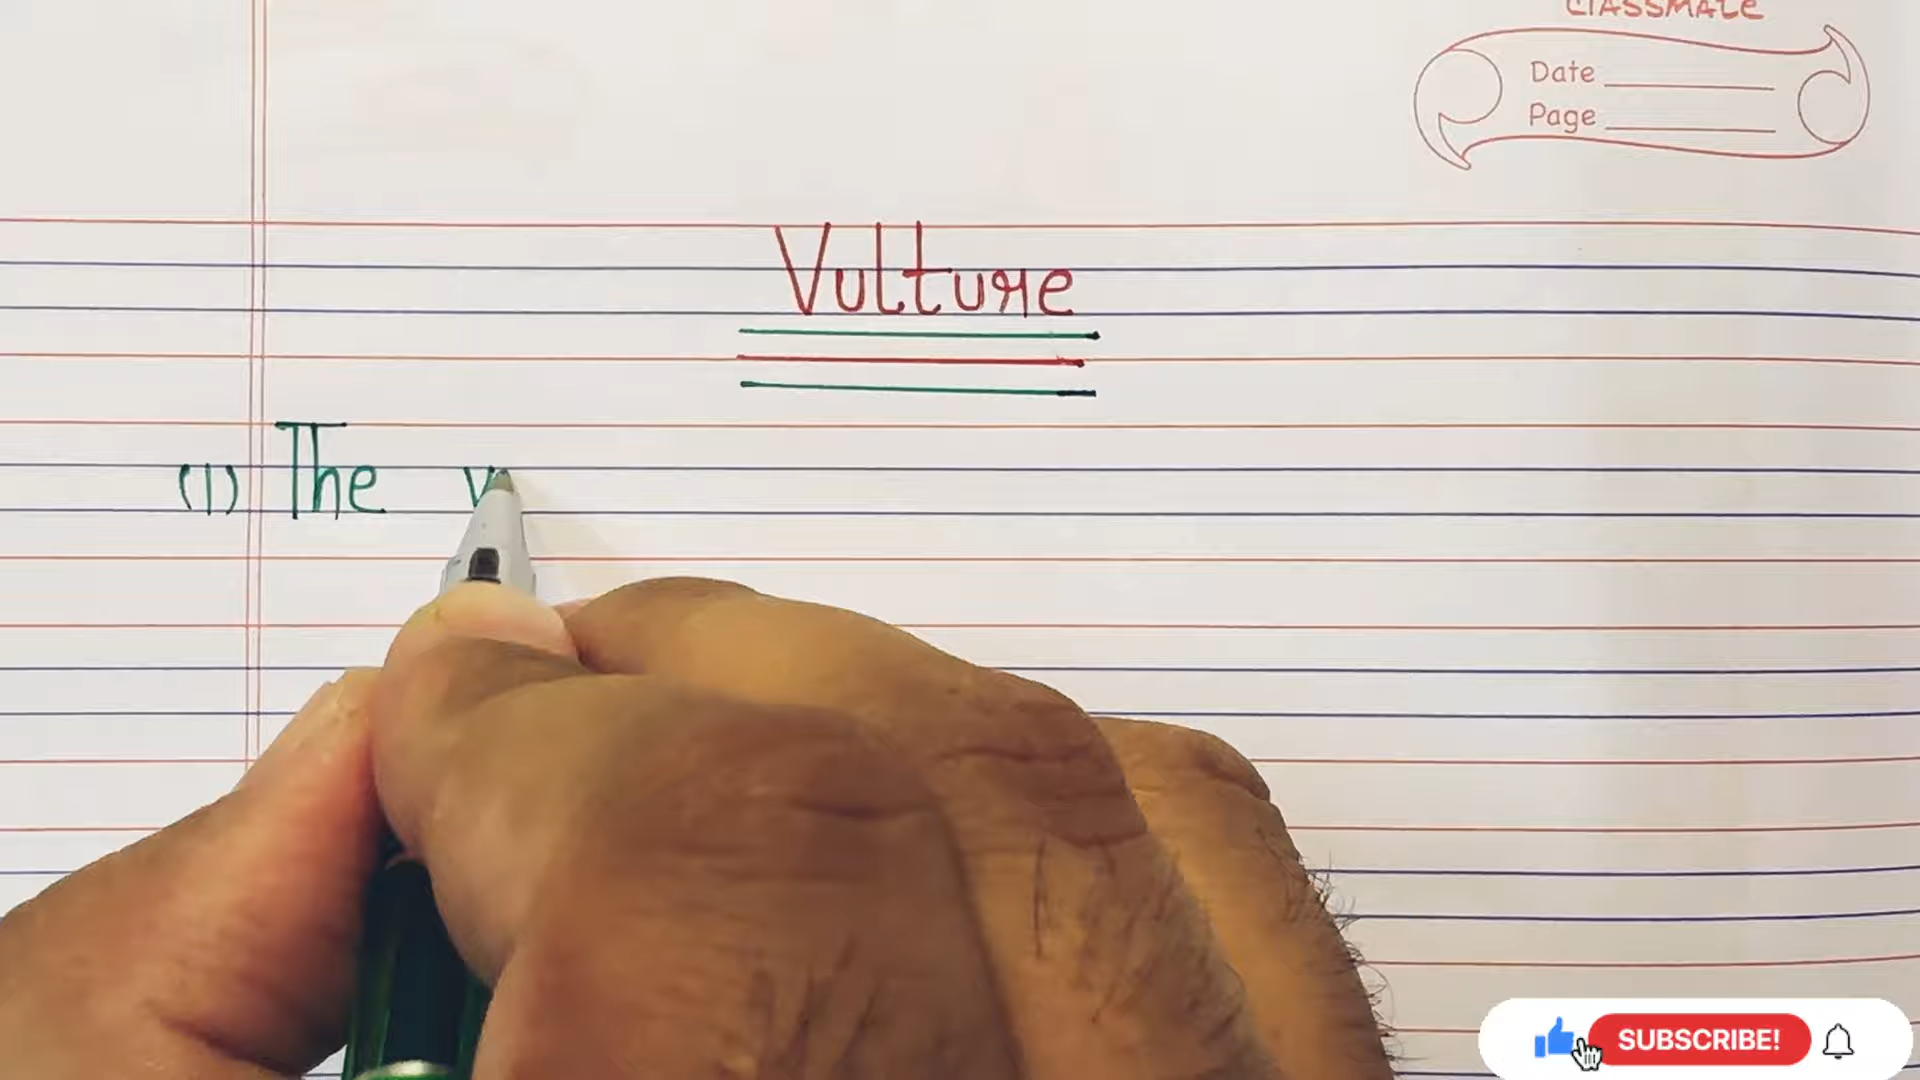 classmate
Date
Page
Vulture
(1) The v
SUBSCRIBE!